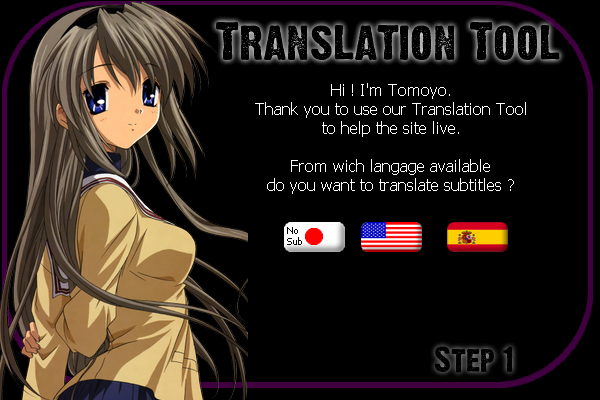 Translation Tool
Hi ! I'm Tomoyo.
Thank you to use our Translation Tool
to help the site live.
From wich langage available
do you want to translate subtitles ?
No
Sub
Step 1